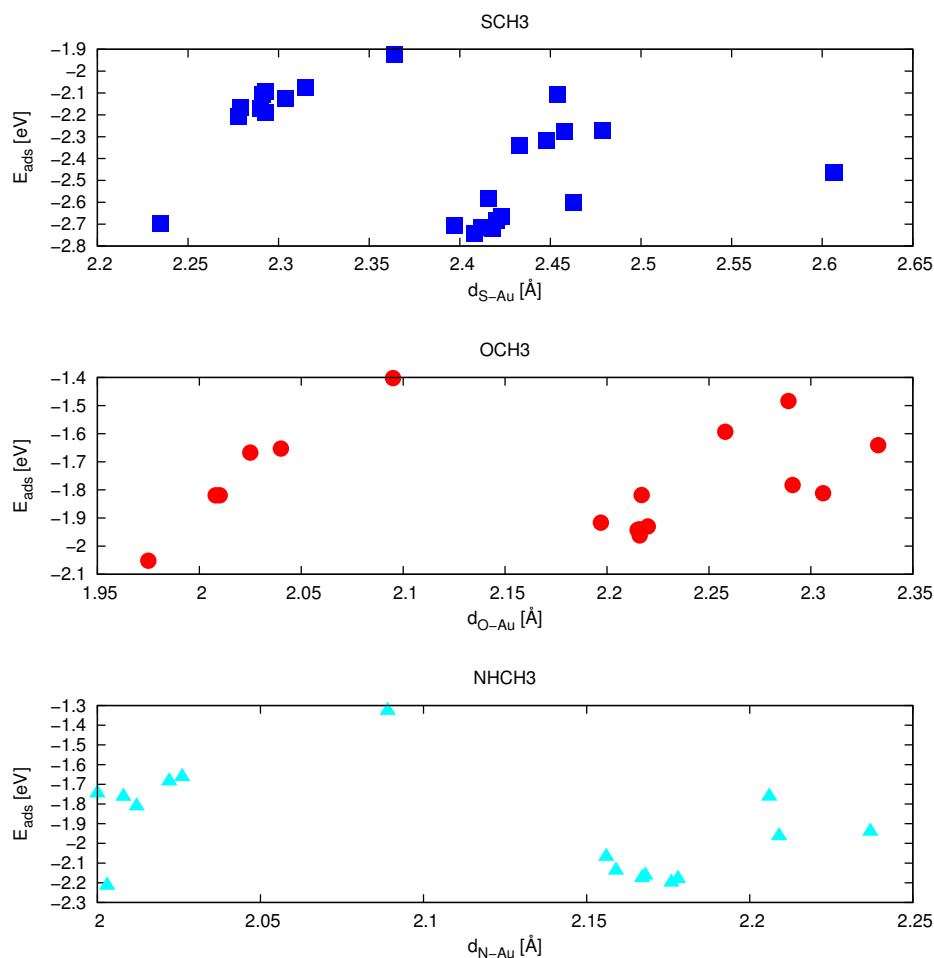 SCH3
E_ads [eV]
−1.9
−2
−2.1
−2.2
−2.3
−2.4
−2.5
−2.6
−2.7
−2.8
2.2 2.25 2.3 2.35 2.4 2.45 2.5 2.55 2.6 2.65
d_S−Au [Å]
OCH3
E_ads [eV]
−1.4
−1.5
−1.6
−1.7
−1.8
−1.9
−2
−2.1
1.95 2 2.05 2.1 2.15 2.2 2.25 2.3 2.35
d_O−Au [Å]
NHCH3
E_ads [eV]
−1.3
−1.4
−1.5
−1.6
−1.7
−1.8
−1.9
−2
−2.1
−2.2
−2.3
2 2.05 2.1 2.15 2.2 2.25
d_N−Au [Å]